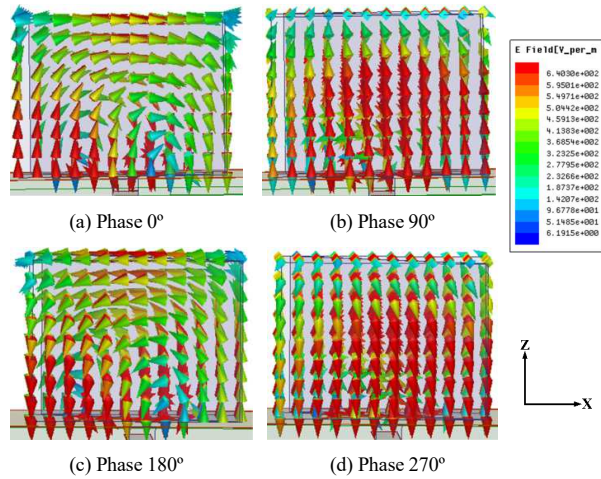 E Field[V_per_m
6.4030e+002
5.9501e+002
5.4971e+002
5.0442e+002
4.5913e+002
4.1383e+002
3.6854e+002
3.2325e+002
2.7795e+002
2.3266e+002
1.8737e+002
1.4207e+002
9.6778e+001
5.1485e+001
6.1915e+000
(a) Phase 0º
(b) Phase 90º
Z
X
(c) Phase 180º
(d) Phase 270º